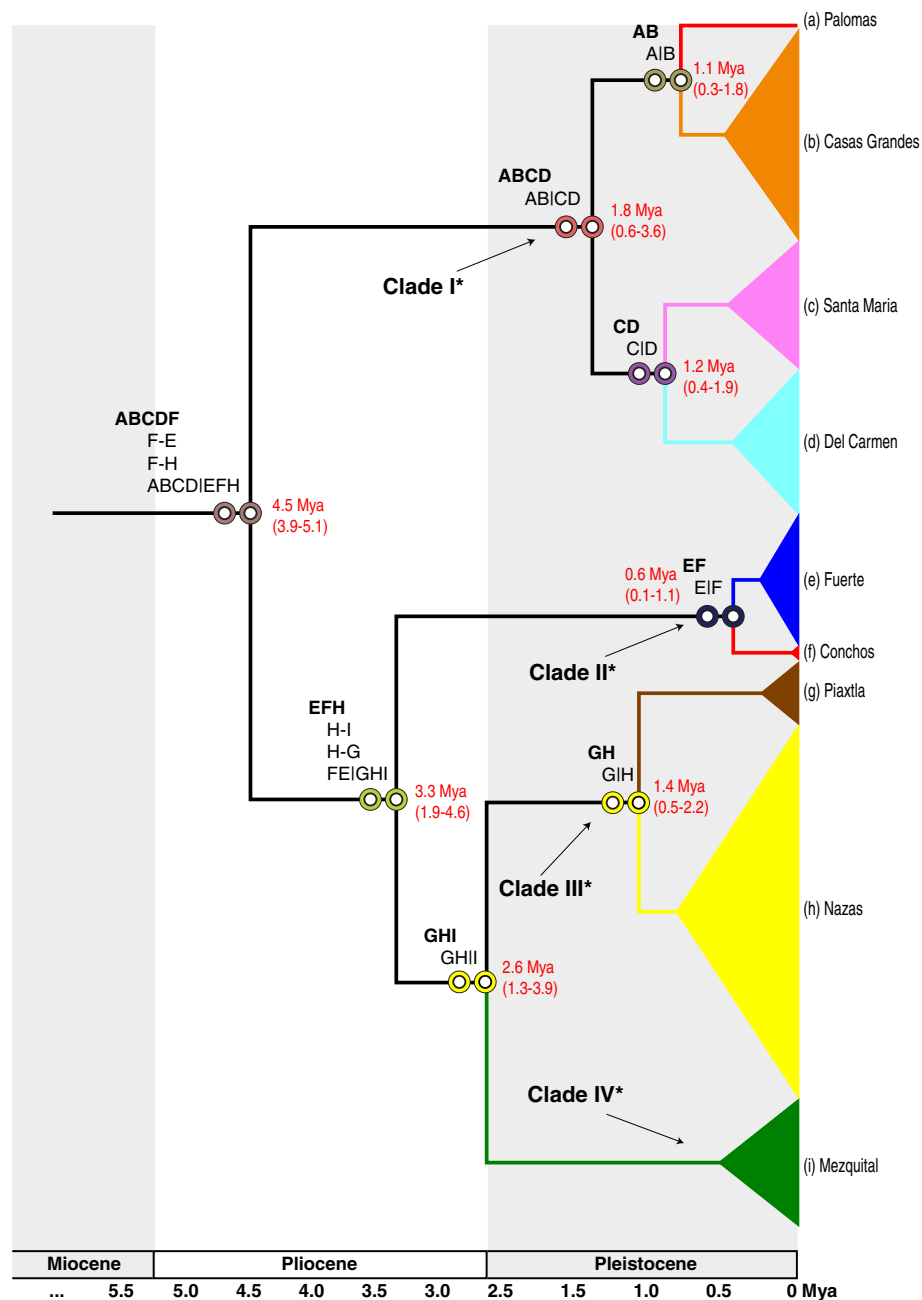 (a) Palomas
AB
A|B
1.1 Mya
(0.3-1.8)
(b) Casas Grandes
ABCD
AB|CD
1.8 Mya
(0.6-3.6)
Clade I*
(c) Santa Maria
CD
C|D
1.2 Mya
(0.4-1.9)
ABCDF
F-E
F-H
ABCD|EFH
(d) Del Carmen
4.5 Mya
(3.9-5.1)
EF
E|F
0.6 Mya
(0.1-1.1)
(e) Fuerte
(f) Conchos
Clade II*
(g) Piaxtla
EFH
H-I
H-G
FE|GHI
GH
G|H
3.3 Mya
(1.9-4.6)
1.4 Mya
(0.5-2.2)
Clade III*
(h) Nazas
GHI
GH|I
2.6 Mya
(1.3-3.9)
Clade IV*
(i) Mezquital
Miocene Pliocene Pleistocene
... 5.5 5.0 4.5 4.0 3.5 3.0 2.5 1.5 1.0 0.5 0 Mya